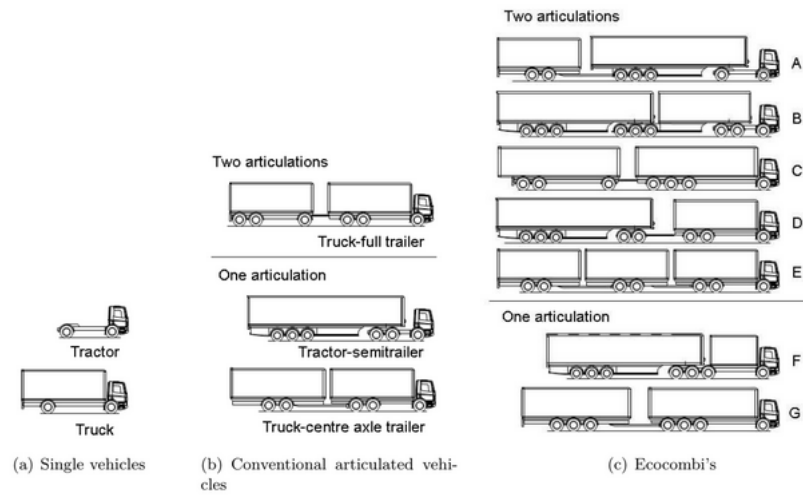 Two articulations
A
B
C
D
E
One articulation
F
G
Two articulations
Truck-full trailer
One articulation
Tractor-semitrailer
Truck-centre axle trailer
Tractor
Truck
(a) Single vehicles
(b) Conventional articulated vehi-
cles
(c) Ecocombi's